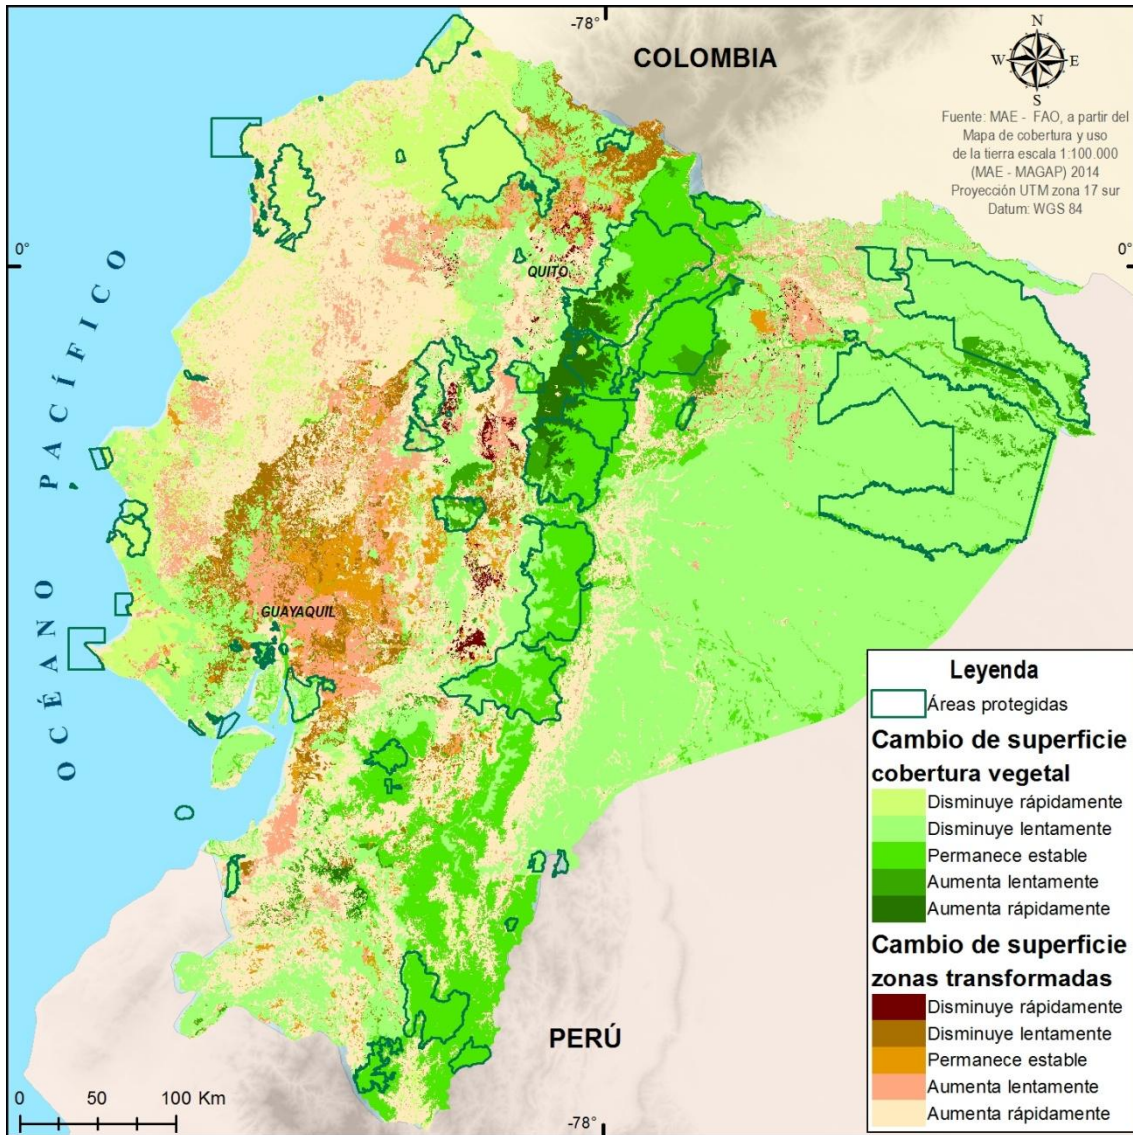 -78°
COLOMBIA
N
W E
S
Fuente: MAE - FAO, a partir del
Mapa de cobertura y uso
de la tierra escala 1:100.000
(MAE - MAGAP) 2014
Proyección UTM zona 17 sur
Datum: WGS 84
0°
0°
QUITO
OCÉANO PACÍFICO
GUAYAQUIL
Leyenda
Áreas protegidas
Cambio de superficie
cobertura vegetal
Disminuye rápidamente
Disminuye lentamente
Permanece estable
Aumenta lentamente
Aumenta rápidamente
Cambio de superficie
zonas transformadas
Disminuye rápidamente
Disminuye lentamente
Permanece estable
Aumenta lentamente
Aumenta rápidamente
PERÚ
0 50 100 Km
-78°